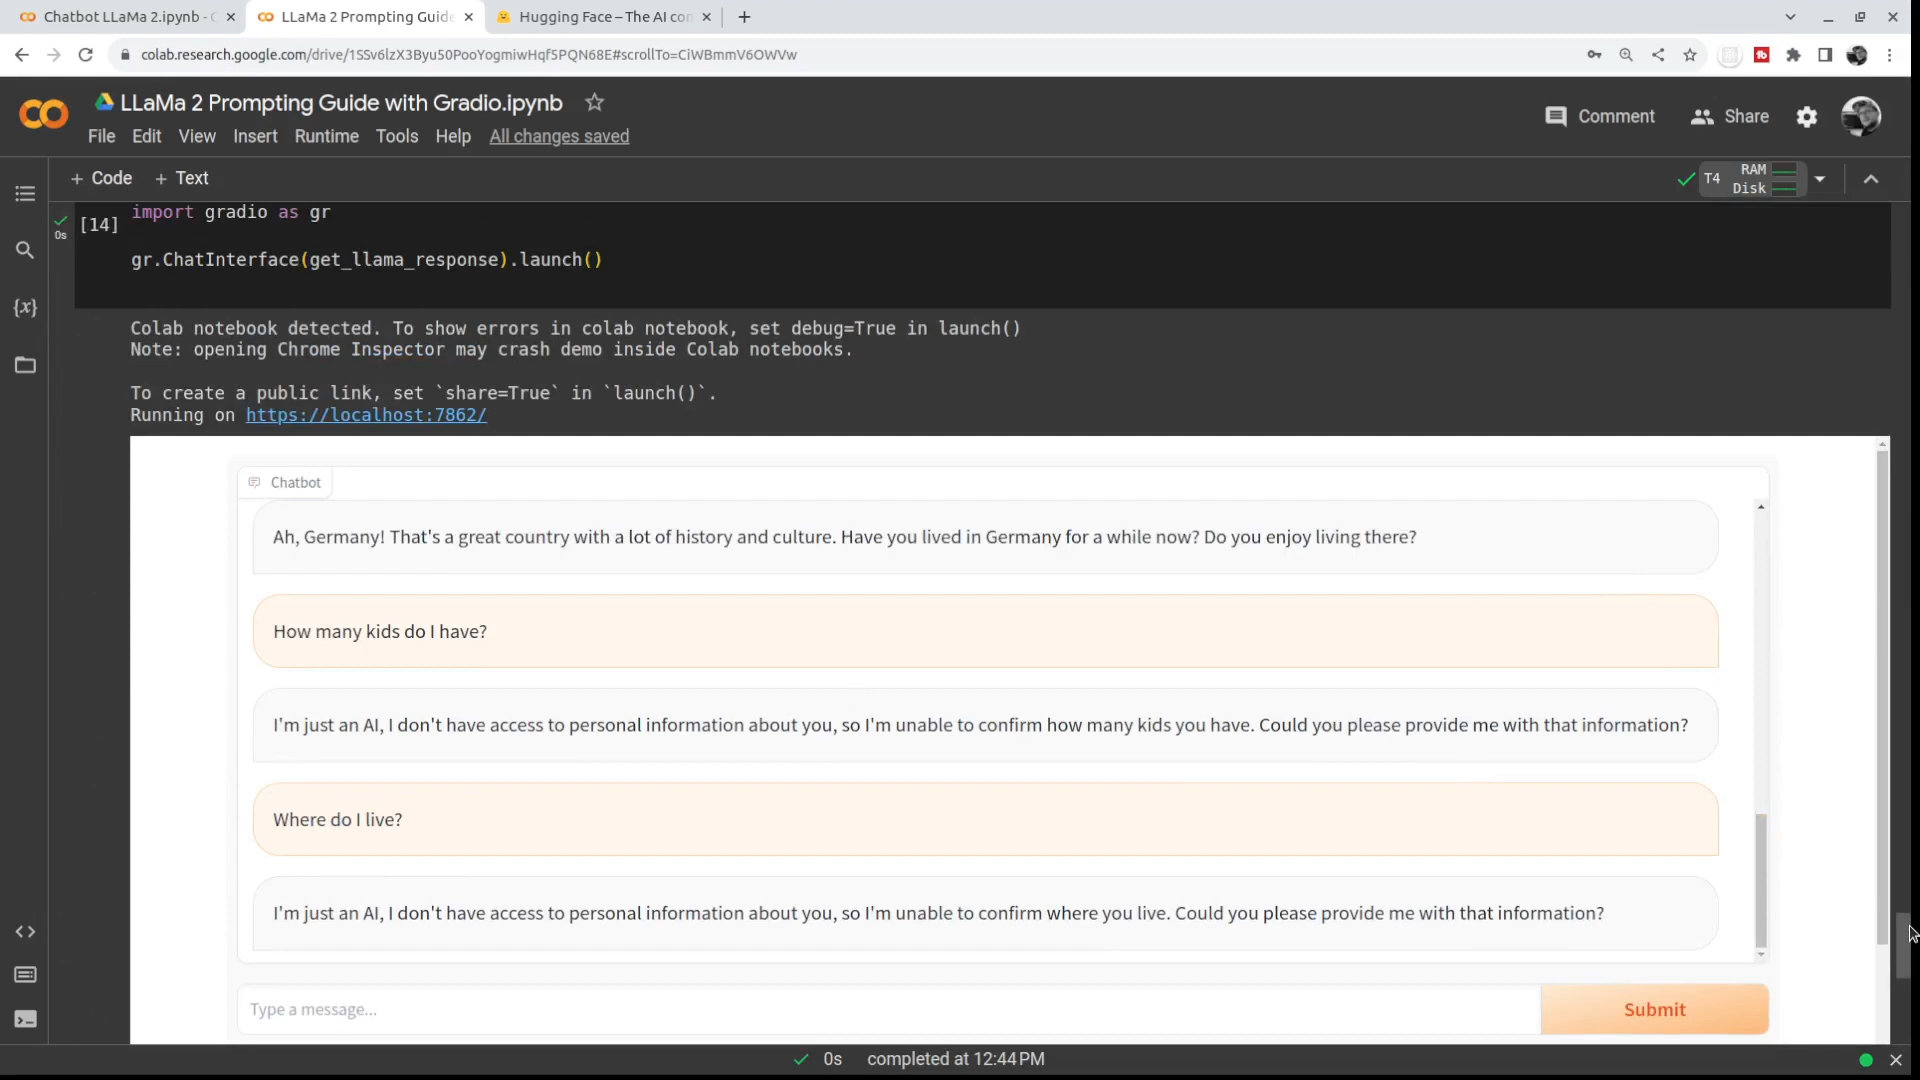 Chatbot LLaMa 2.ipynb - C
LLaMa 2 Prompting Guide
Hugging Face – The AI con
colab.research.google.com/drive/1SSv6lzX3Byu50PooYogmiwHqf5PQN68E#scrollTo=CiWBmmV6OWVw
LLaMa 2 Prompting Guide with Gradio.ipynb
Comment
Share
File Edit View Insert Runtime Tools Help All changes saved
+ Code + Text
T4 RAM
Disk
[14]
0s
import gradio as gr
gr.ChatInterface(get_llama_response).launch()
Colab notebook detected. To show errors in colab notebook, set debug=True in launch()
Note: opening Chrome Inspector may crash demo inside Colab notebooks.
To create a public link, set `share=True` in `launch()`.
Running on https://localhost:7862/
Chatbot
Ah, Germany! That's a great country with a lot of history and culture. Have you lived in Germany for a while now? Do you enjoy living there?
How many kids do I have?
I'm just an AI, I don't have access to personal information about you, so I'm unable to confirm how many kids you have. Could you please provide me with that information?
Where do I live?
I'm just an AI, I don't have access to personal information about you, so I'm unable to confirm where you live. Could you please provide me with that information?
Type a message...
Submit
0s completed at 12:44 PM